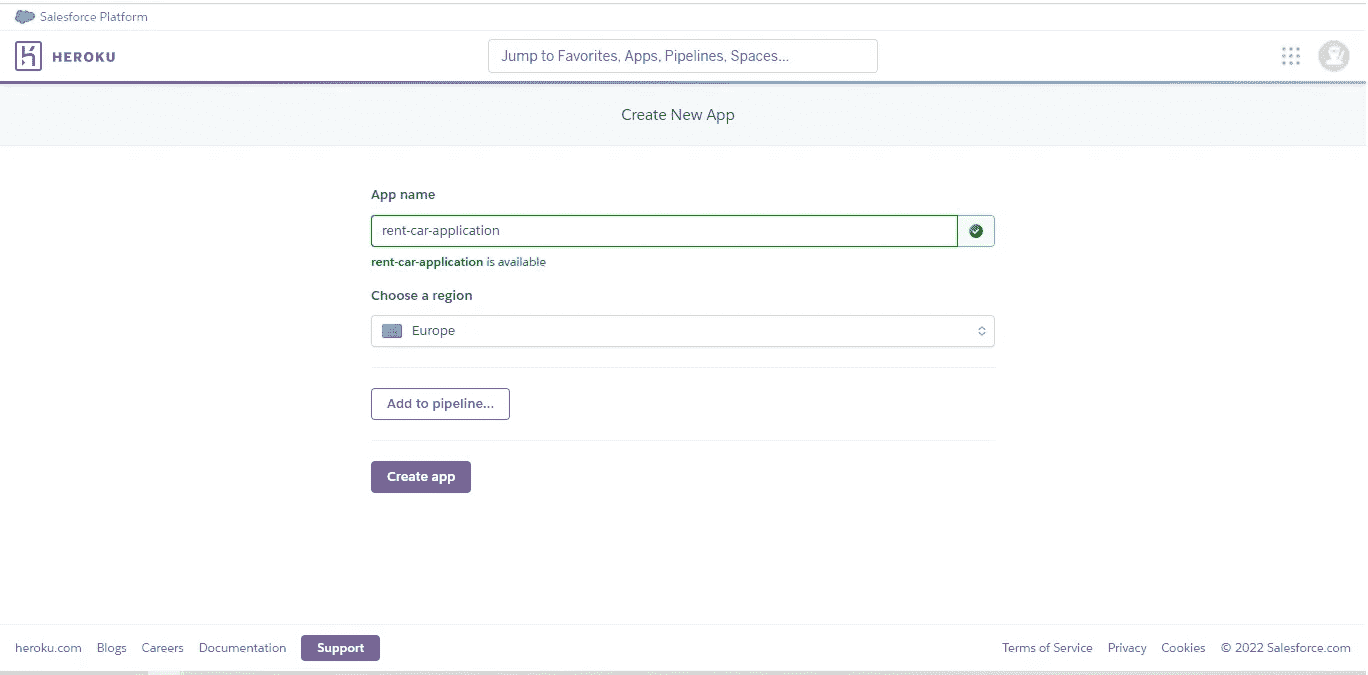 Salesforce Platform
HEROKU
Jump to Favorites, Apps, Pipelines, Spaces...
Create New App
App name
rent-car-application
rent-car-application is available
Choose a region
Europe
Add to pipeline...
Create app
heroku.com Blogs Careers Documentation Support Terms of Service Privacy Cookies © 2022 Salesforce.com